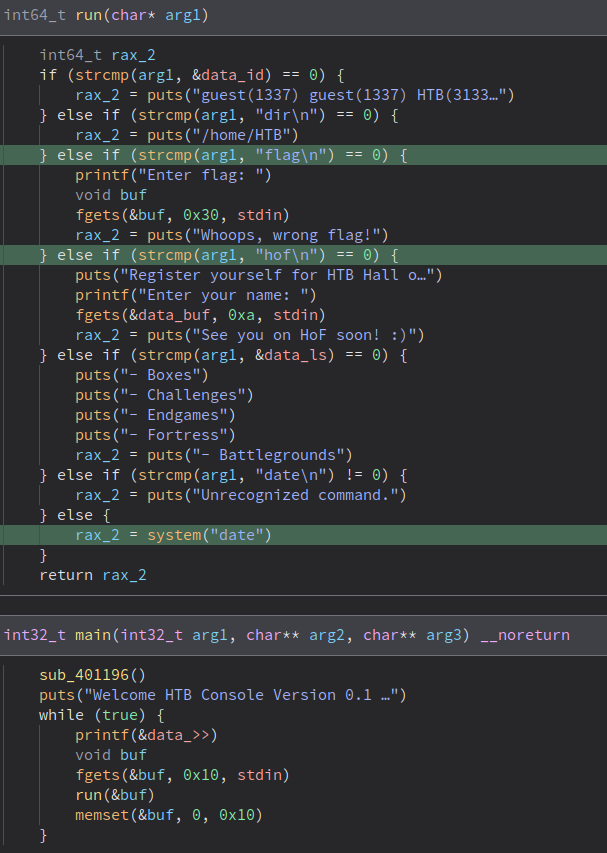 int64_t run(char* arg1)
int64_t rax_2
if (strcmp(arg1, &data_id) == 0) {
rax_2 = puts("guest(1337) guest(1337) HTB(3133…")
} else if (strcmp(arg1, "dir\n") == 0) {
rax_2 = puts("/home/HTB")
} else if (strcmp(arg1, "flag\n") == 0) {
printf("Enter flag: ")
void buf
fgets(&buf, 0x30, stdin)
rax_2 = puts("Whoops, wrong flag!")
} else if (strcmp(arg1, "hof\n") == 0) {
puts("Register yourself for HTB Hall o…")
printf("Enter your name: ")
fgets(&data_buf, 0xa, stdin)
rax_2 = puts("See you on HoF soon! :)")
} else if (strcmp(arg1, &data_ls) == 0) {
puts("- Boxes")
puts("- Challenges")
puts("- Endgames")
puts("- Fortress")
rax_2 = puts("- Battlegrounds")
} else if (strcmp(arg1, "date\n") != 0) {
rax_2 = puts("Unrecognized command.")
} else {
rax_2 = system("date")
}
return rax_2
int32_t main(int32_t arg1, char** arg2, char** arg3) __noreturn
sub_401196()
puts("Welcome HTB Console Version 0.1 …")
while (true) {
printf(&data_>>)
void buf
fgets(&buf, 0x10, stdin)
run(&buf)
memset(&buf, 0, 0x10)
}